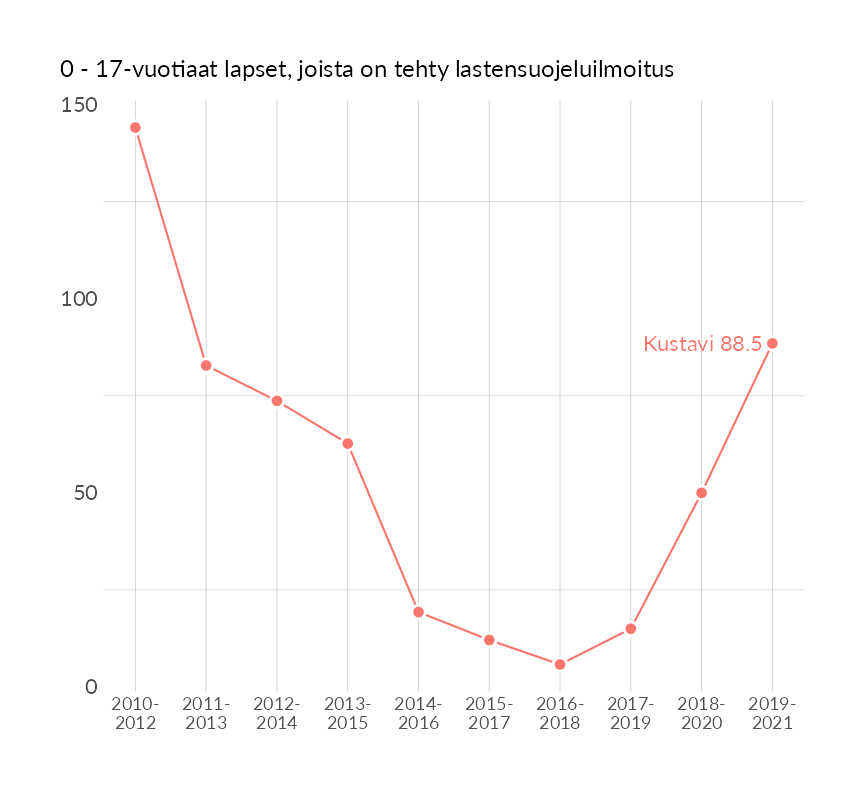 0 - 17-vuotiaat lapset, joista on tehty lastensuojeluilmoitus
150
100
Kustavi 88.5
50
0
2010- 2011- 2012- 2013- 2014- 2015- 2016- 2017- 2018- 2019-
2012 2013 2014 2015 2016 2017 2018 2019 2020 2021